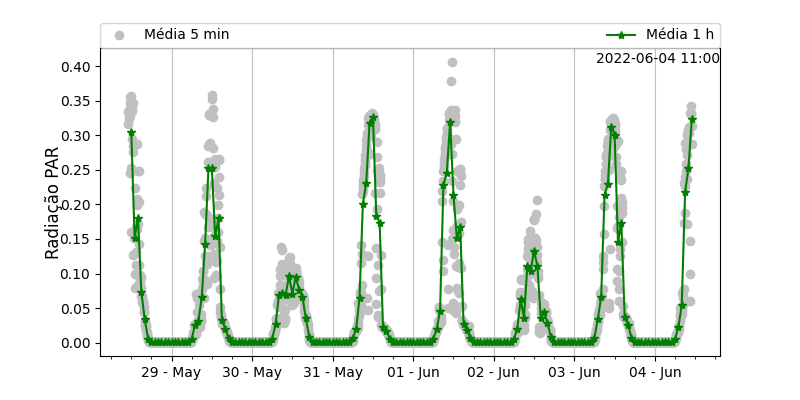 Média 5 min
Média 1 h
2022-06-04 11:00
Radiação PAR
0.40
0.35
0.30
0.25
0.20
0.15
0.10
0.05
0.00
29 - May
30 - May
31 - May
01 - Jun
02 - Jun
03 - Jun
04 - Jun